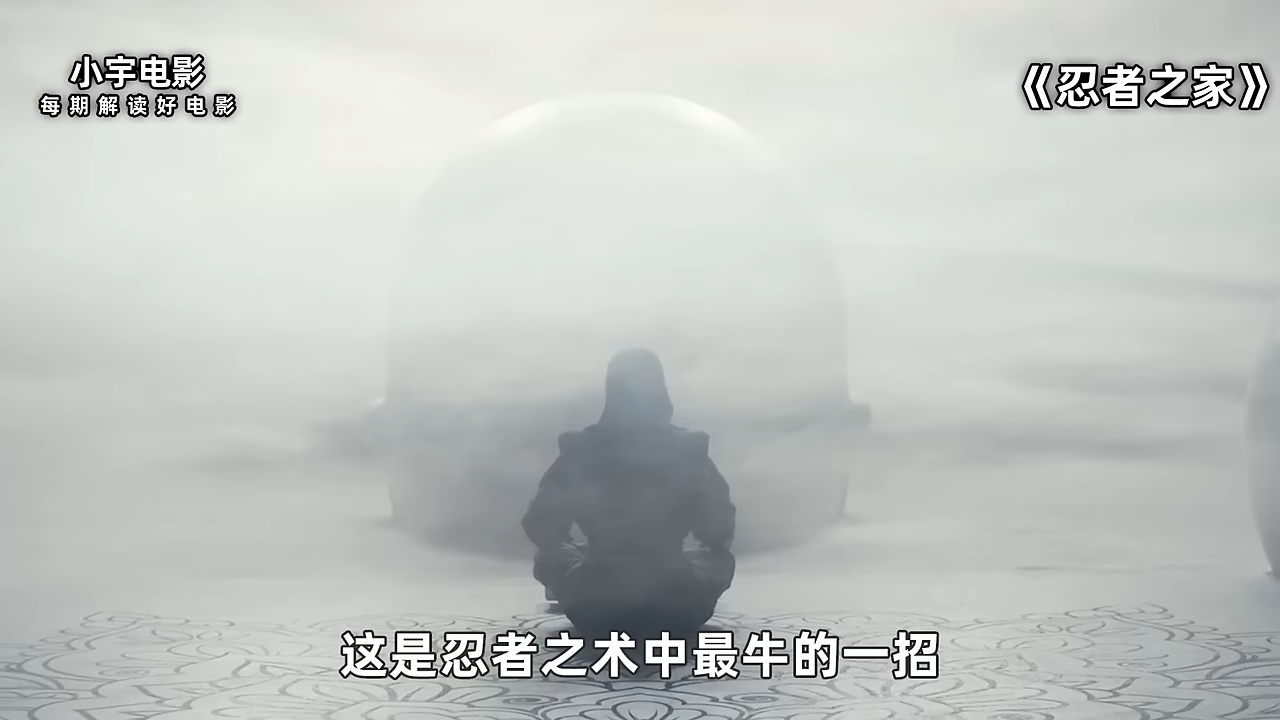 小宇电影
每期解读好电影
《忍者之家》
这是忍者之术中最牛的一招